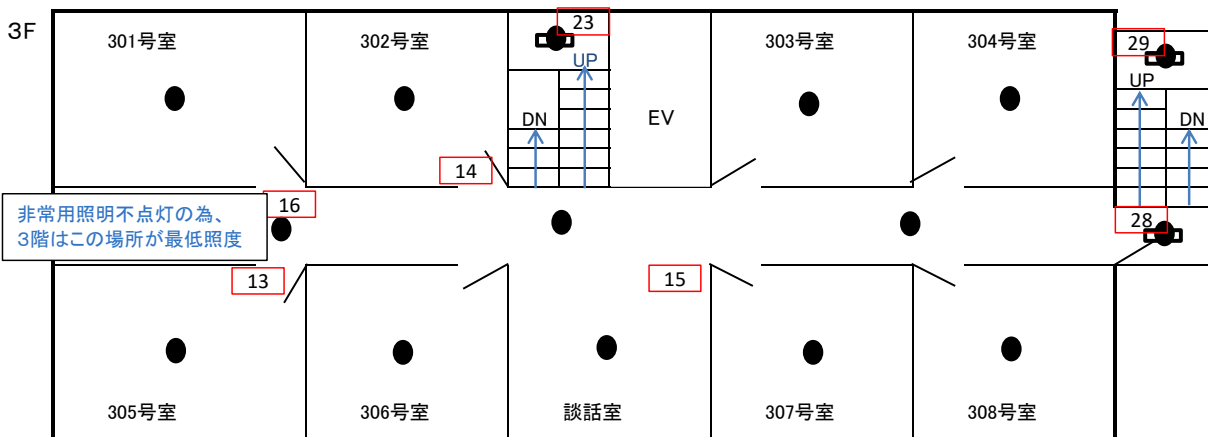 3F
301号室
302号室
23
UP
EV
303号室
304号室
29
UP
DN
DN
14
16
非常用照明不点灯の為、
3階はこの場所が最低照度
28
13
15
305号室
306号室
談話室
307号室
308号室